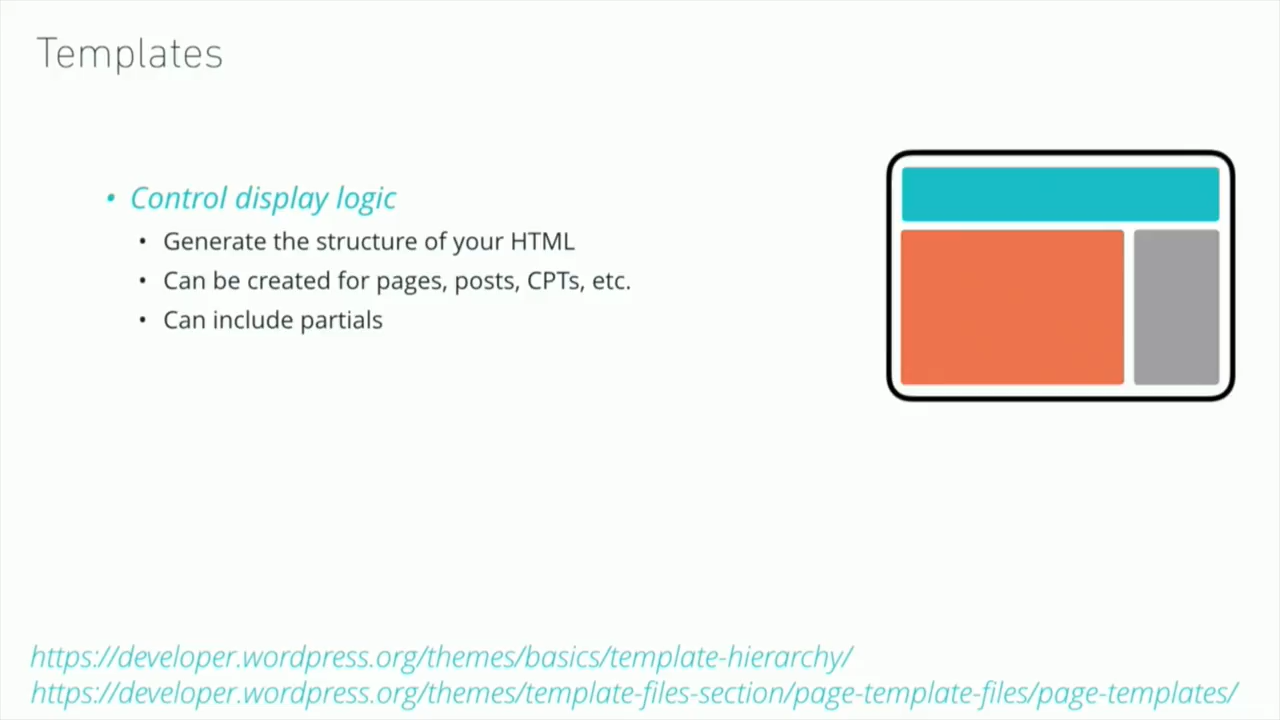 Templates
• Control display logic
• Generate the structure of your HTML
• Can be created for pages, posts, CPTs, etc.
• Can include partials
https://developer.wordpress.org/themes/basics/template-hierarchy/
https://developer.wordpress.org/themes/template-files-section/page-template-files/page-templates/